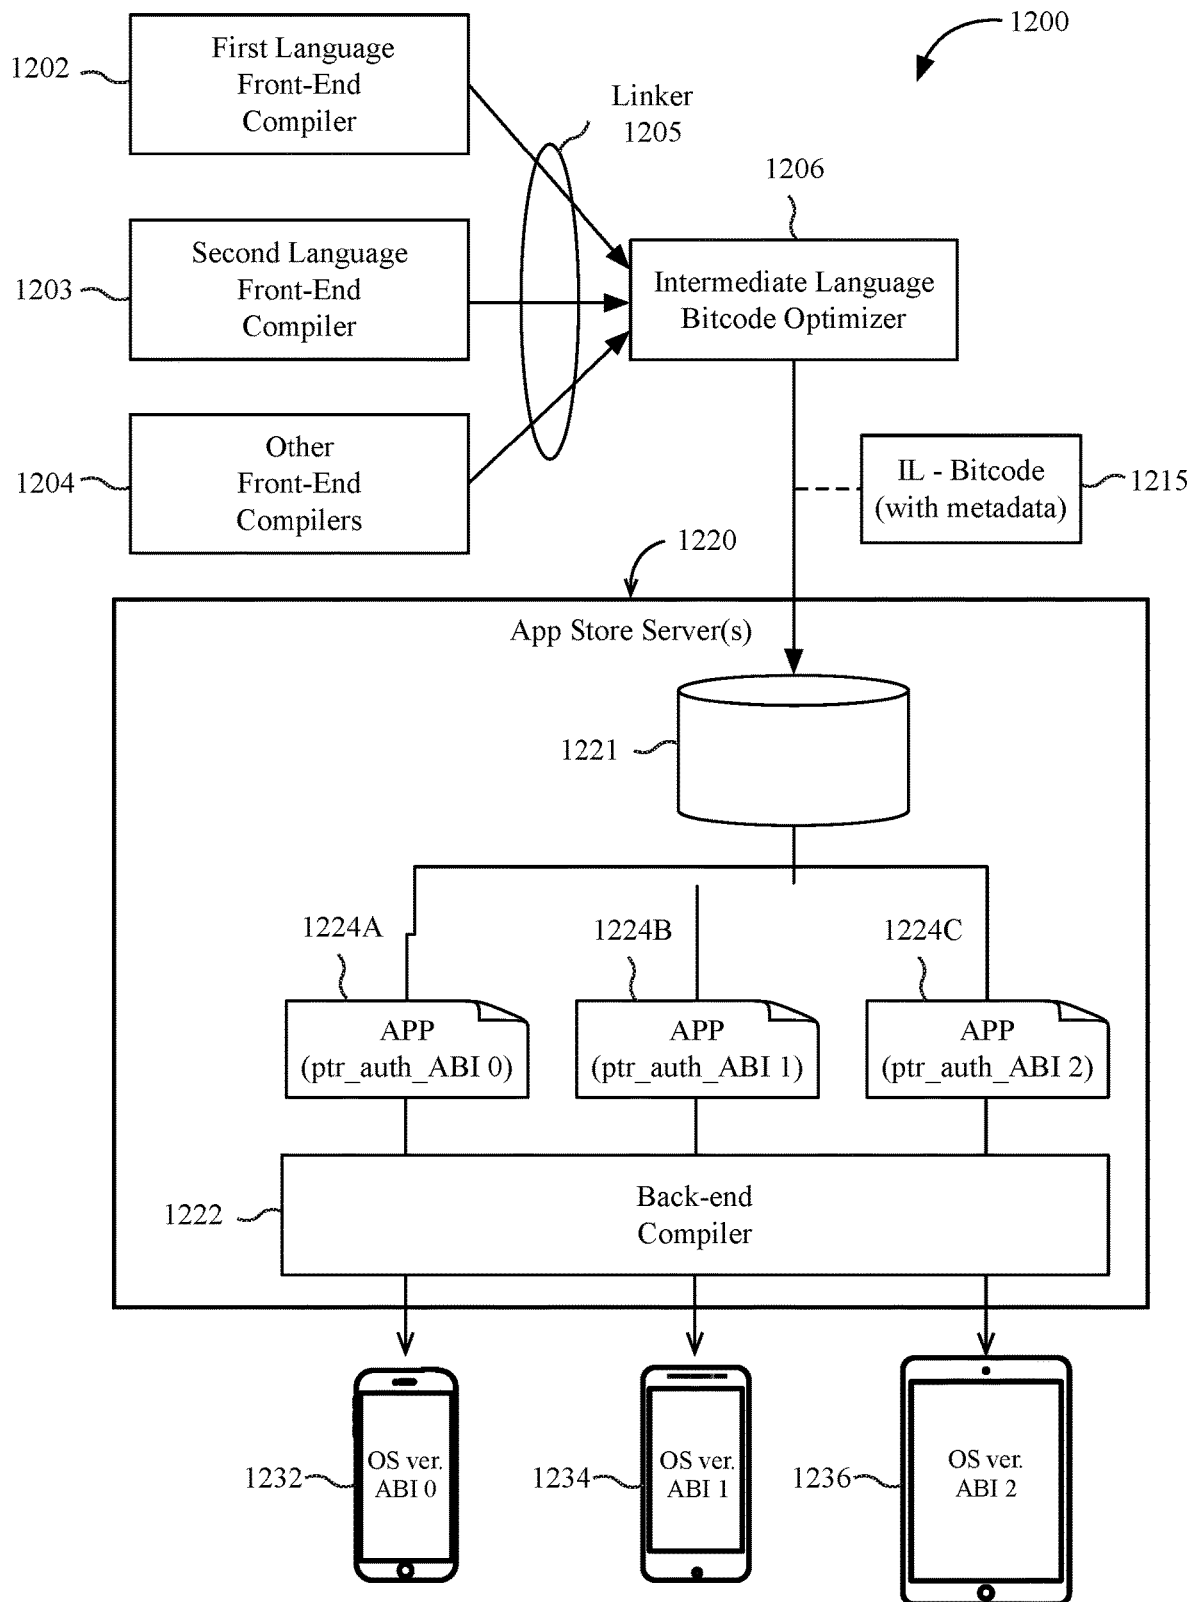 1200
First Language
Front-End
Compiler
1202
Linker
1205
1206
Second Language
Front-End
Compiler
1203
Intermediate Language
Bitcode Optimizer
Other
Front-End
Compilers
1204
IL - Bitcode
(with metadata)
1215
1220
App Store Server(s)
1221
1224A
1224B
1224C
APP
(ptr_auth_ABI 0)
APP
(ptr_auth_ABI 1)
APP
(ptr_auth_ABI 2)
Back-end
Compiler
1222
OS ver.
ABI 0
1232
OS ver.
ABI 1
1234
OS ver.
ABI 2
1236